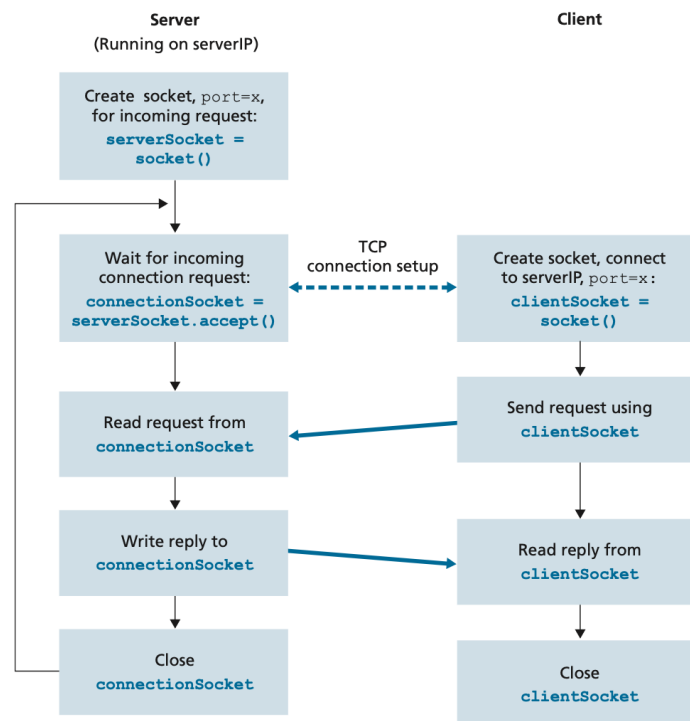 Server
(Running on serverIP)
Client
Create socket, port=x,
for incoming request:
serverSocket =
socket()
Wait for incoming
connection request:
connectionSocket =
serverSocket.accept()
TCP
connection setup
Create socket, connect
to serverIP, port=x:
clientSocket =
socket()
Read request from
connectionSocket
Send request using
clientSocket
Write reply to
connectionSocket
Read reply from
clientSocket
Close
connectionSocket
Close
clientSocket